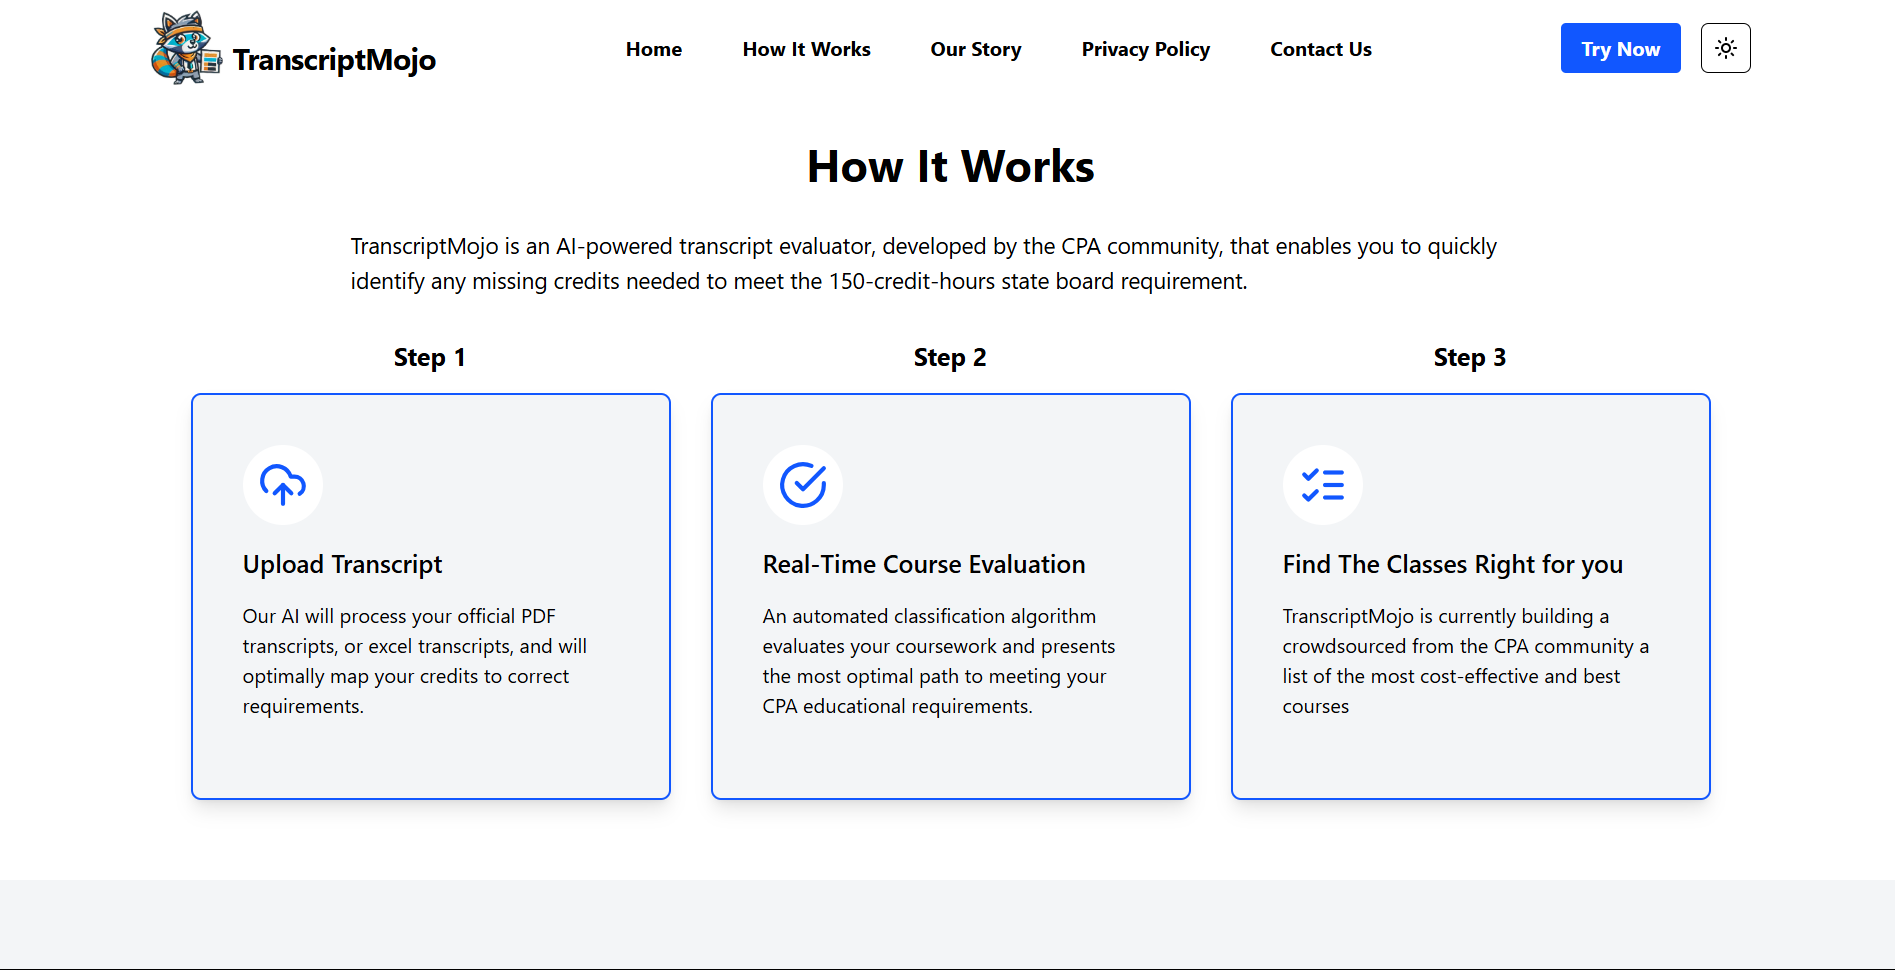 TranscriptMojo
Home
How It Works
Our Story
Privacy Policy
Contact Us
Try Now
How It Works
TranscriptMojo is an AI-powered transcript evaluator, developed by the CPA community, that enables you to quickly
identify any missing credits needed to meet the 150-credit-hours state board requirement.
Step 1
Upload Transcript
Our AI will process your official PDF
transcripts, or excel transcripts, and will
optimally map your credits to correct
requirements.
Step 2
Real-Time Course Evaluation
An automated classification algorithm
evaluates your coursework and presents
the most optimal path to meeting your
CPA educational requirements.
Step 3
Find The Classes Right for you
TranscriptMojo is currently building a
crowdsourced from the CPA community a
list of the most cost-effective and best
courses